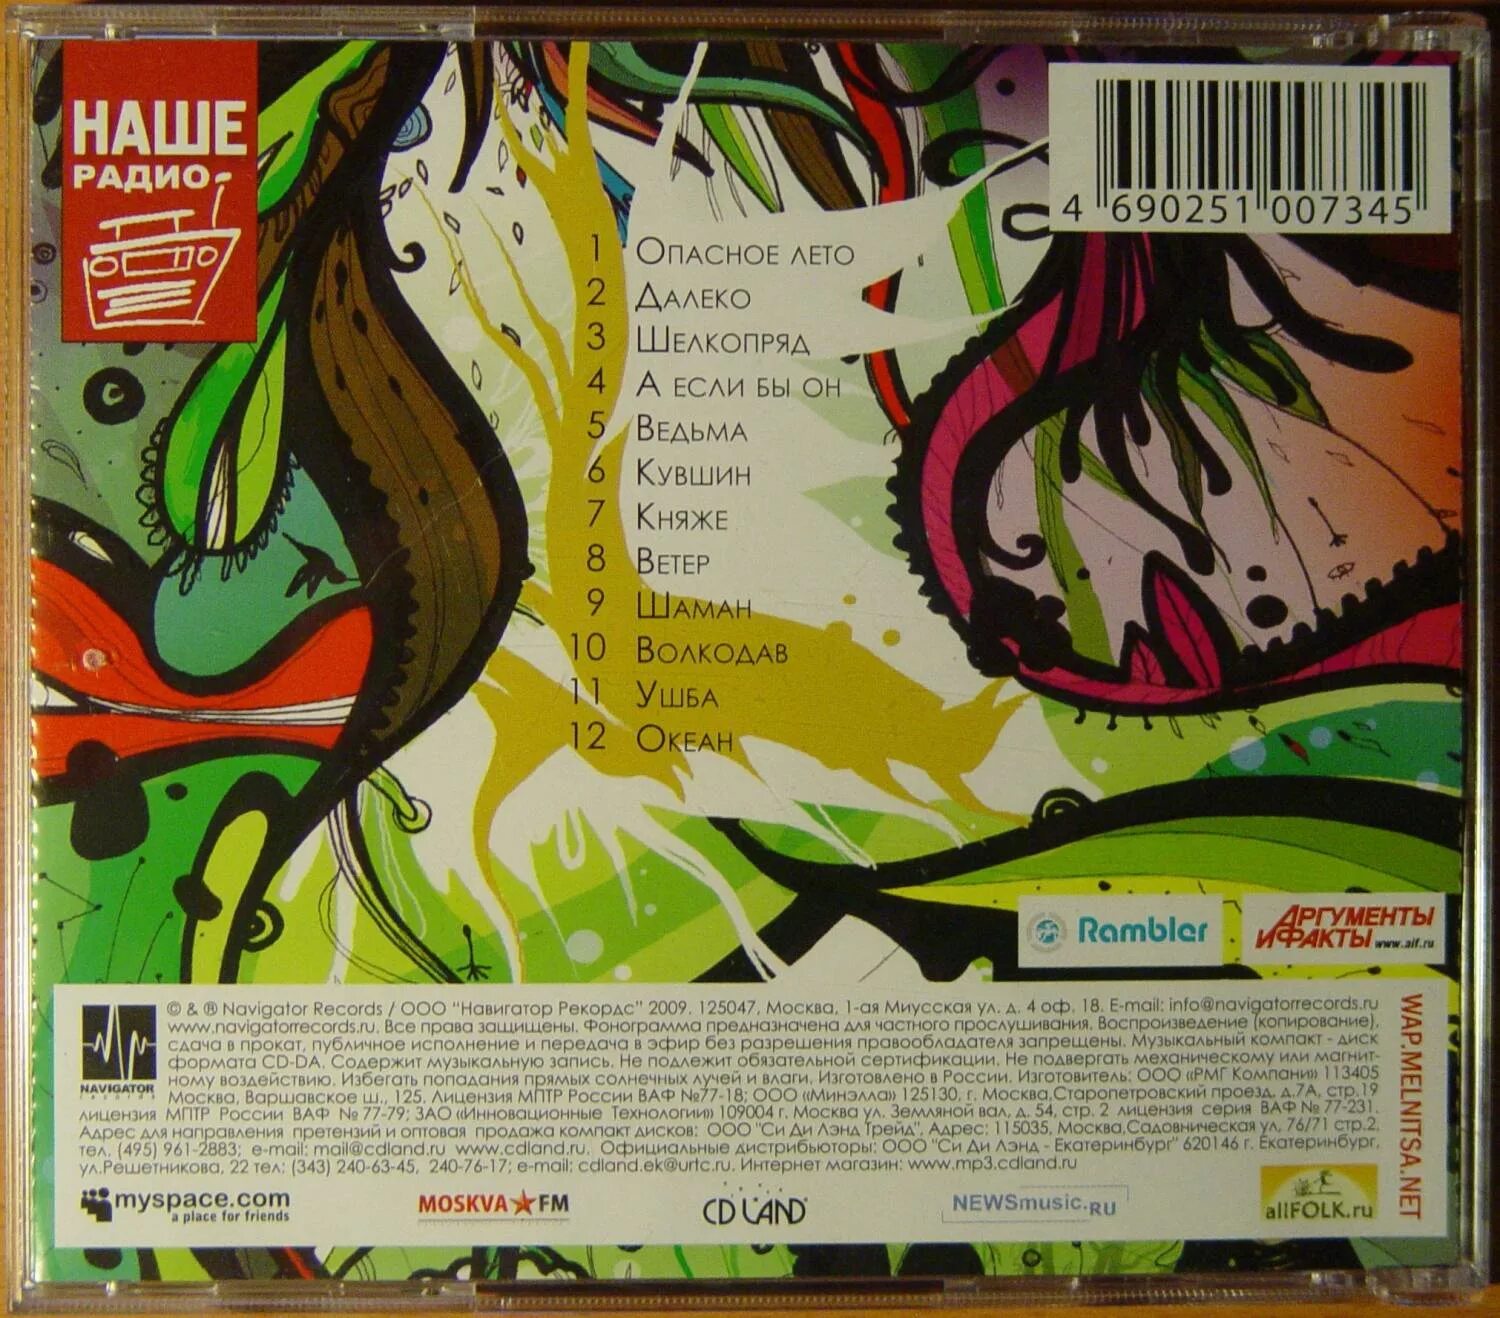 НАШЕ
РАДИО
4 690251 007345
1 Опасное лето
2 Далеко
3 Шелкопряд
4 А если бы он
5 Ведьма
6 Кувшин
7 Княже
8 Ветер
9 Шаман
10 Волкодав
11 Ушба
12 Океан
Rambler
АРГУМЕНТЫ
И ФАКТЫ www.aif.ru
NAVIGATOR
RECORDS
© & ® Navigator Records / ООО "Навигатор Рекордс" 2009. 125047, Москва, 1-ая Миусская ул. д. 4 оф. 18. E-mail: info@navigatorrecords.ru
www.navigatorrecords.ru. Все права защищены. Фонограмма предназначена для частного прослушивания. Воспроизведение (копирование),
сдача в прокат, публичное исполнение и передача в эфир без разрешения правообладателя запрещены. Музыкальный компакт - диск
формата CD-DA. Содержит музыкальную запись. Не подлежит обязательной сертификации. Не подвергать механическому или магнит-
ному воздействию. Избегать попадания прямых солнечных лучей и влаги. Изготовлено в России. Изготовитель: ООО «РМГ Компани» 113405
Москва, Варшавское ш., 125. Лицензия МПТР России ВАФ №77-18; ООО «Минэлла» 125130, г. Москва,Старопетровский проезд, д.7А, стр.19
лицензия МПТР России ВАФ № 77-79; ЗАО «Инновационные Технологии» 109004 г. Москва ул. Земляной вал, д. 54, стр. 2 лицензия серия ВАФ № 77-231.
Адрес для направления претензий и оптовая продажа компакт дисков: ООО "Си Ди Лэнд Трейд", Адрес: 115035, Москва,Садовническая ул, 76/71 стр.2,
тел. (495) 961-2883; e-mail: mail@cdland.ru www.cdland.ru. Официальные дистрибьюторы: ООО "Си Ди Лэнд - Екатеринбург" 620146 г. Екатеринбург,
ул.Решетникова, 22 тел: (343) 240-63-45, 240-76-17; e-mail: cdland.ek@urtc.ru. Интернет магазин: www.mp3.cdland.ru
WAP.MELNITSA.NET
myspace.com
a place for friends
MOSKVA FM
CD LAND
NEWSmusic.RU
allFOLK.ru